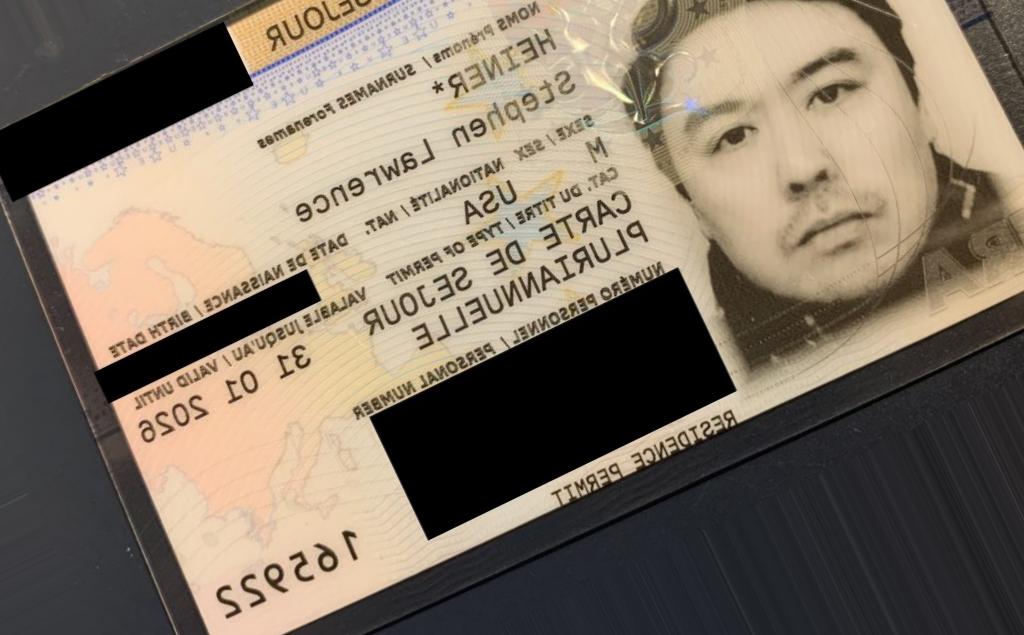 SEJOUR
NOMS Prénoms / SURNAMES Forenames
HEINER*
Stephen Lawrence
SEXE / SEX NATIONALITÉ / NAT. DATE DE NAISSANCE / BIRTH DATE
M USA
CAT. DU TITRE / TYPE OF PERMIT VALABLE JUSQU'AU / VALID UNTIL
CARTE DE SEJOUR 31 01 2026
PLURIANNUELLE
NUMÉRO PERSONNEL / PERSONAL NUMBER
RESIDENCE PERMIT
165922